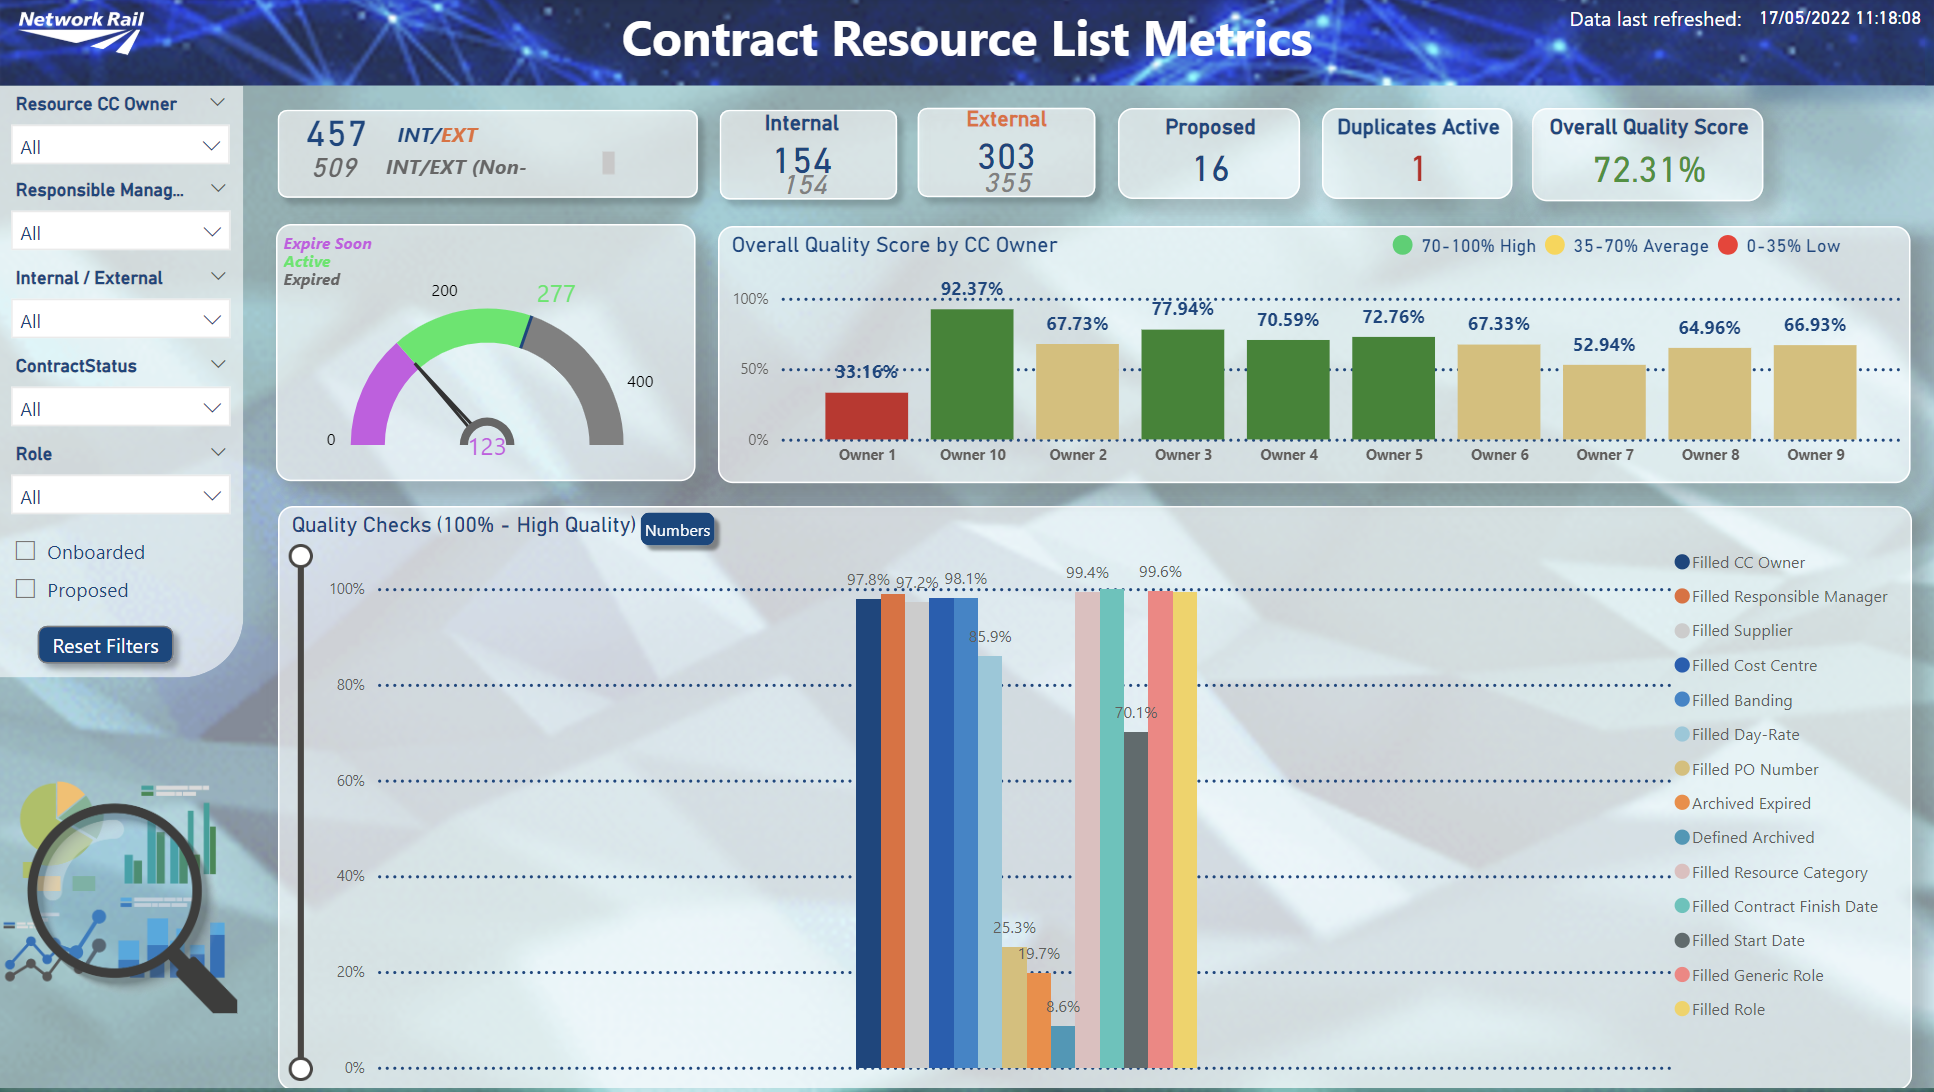 Network Rail
Contract Resource List Metrics
Data last refreshed: 17/05/2022 11:18:08
Resource CC Owner
All
Responsible Manag...
All
Internal / External
All
ContractStatus
All
Role
All
Onboarded
Proposed
Reset Filters
457 INT/EXT
509 INT/EXT (Non-
Internal
154
154
External
303
355
Proposed
16
Duplicates Active
1
Overall Quality Score
72.31%
Expire Soon
Active
Expired
0
200
277
400
123
Overall Quality Score by CC Owner
70-100% High
35-70% Average
0-35% Low
100%
50%
0%
33.16%
92.37%
67.73%
77.94%
70.59%
72.76%
67.33%
52.94%
64.96%
66.93%
Owner 1
Owner 10
Owner 2
Owner 3
Owner 4
Owner 5
Owner 6
Owner 7
Owner 8
Owner 9
Quality Checks (100% - High Quality)
Numbers
100%
80%
60%
40%
20%
0%
97.8%
97.2%
98.1%
85.9%
25.3%
19.7%
8.6%
99.4%
70.1%
99.6%
Filled CC Owner
Filled Responsible Manager
Filled Supplier
Filled Cost Centre
Filled Banding
Filled Day-Rate
Filled PO Number
Archived Expired
Defined Archived
Filled Resource Category
Filled Contract Finish Date
Filled Start Date
Filled Generic Role
Filled Role